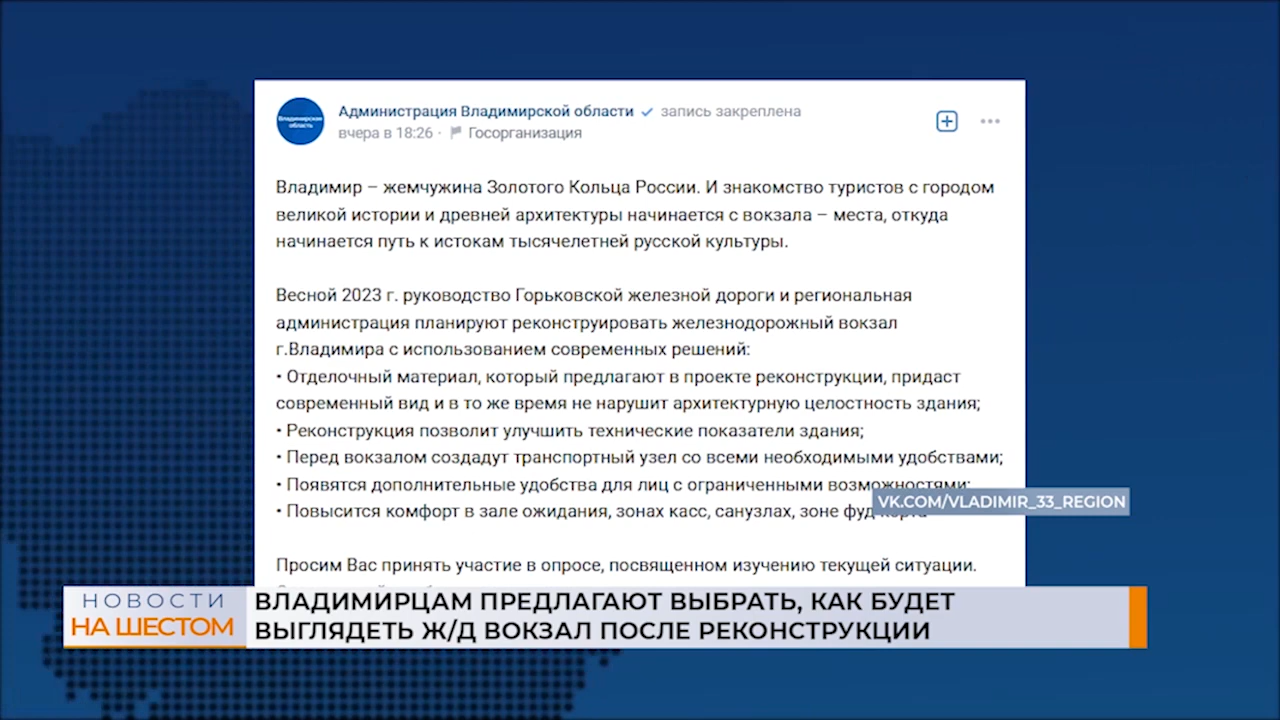 Владимирская
область
Администрация Владимирской области запись закреплена
вчера в 18:26 · Госорганизация
Владимир – жемчужина Золотого Кольца России. И знакомство туристов с городом
великой истории и древней архитектуры начинается с вокзала – места, откуда
начинается путь к истокам тысячелетней русской культуры.
Весной 2023 г. руководство Горьковской железной дороги и региональная
администрация планируют реконструировать железнодорожный вокзал
г.Владимира с использованием современных решений:
• Отделочный материал, который предлагают в проекте реконструкции, придаст
современный вид и в то же время не нарушит архитектурную целостность здания;
• Реконструкция позволит улучшить технические показатели здания;
• Перед вокзалом создадут транспортный узел со всеми необходимыми удобствами;
• Появятся дополнительные удобства для лиц с ограниченными возможностями;
VK.COM/VLADIMIR_33_REGION
• Повысится комфорт в зале ожидания, зонах касс, санузлах, зоне
Просим Вас принять участие в опросе, посвященном изучению текущей ситуации.
НОВОСТИ
НА ШЕСТОМ
ВЛАДИМИРЦАМ ПРЕДЛАГАЮТ ВЫБРАТЬ, КАК БУДЕТ
ВЫГЛЯДЕТЬ Ж/Д ВОКЗАЛ ПОСЛЕ РЕКОНСТРУКЦИИ